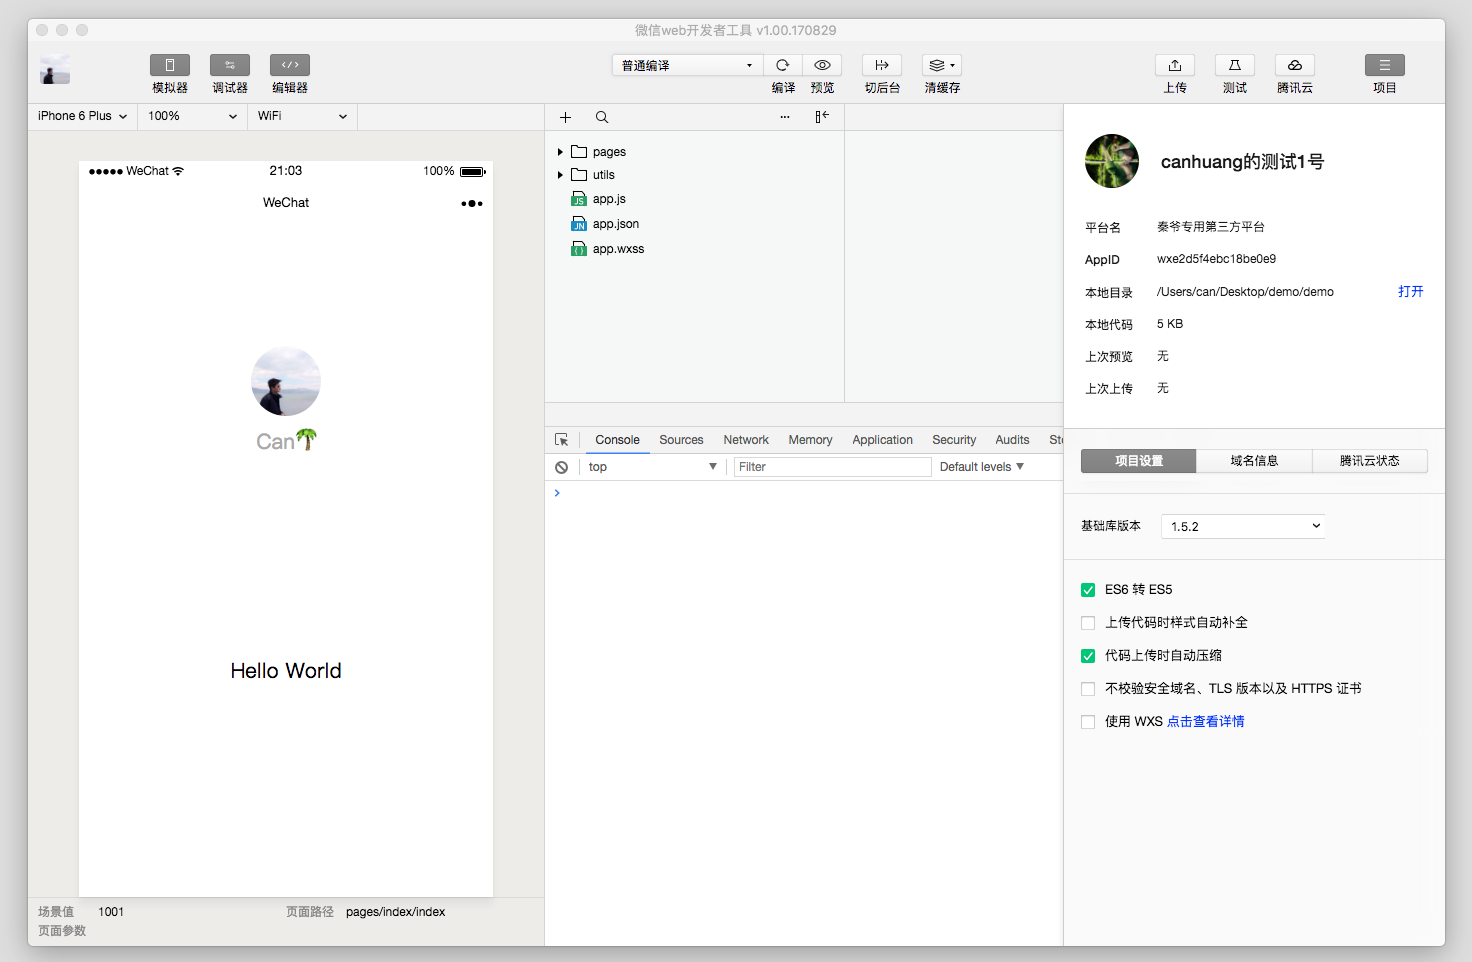 微信web开发者工具 v1.00.170829
模拟器 调试器 编辑器 普通编译 编译 预览 切后台 清缓存 上传 测试 腾讯云 项目
iPhone 6 Plus 100% WiFi
WeChat 21:03 100%
WeChat
Can
Hello World
场景值 1001 页面路径 pages/index/index
页面参数
pages
utils
JS app.js
JN app.json
app.wxss
Console Sources Network Memory Application Security Audits
top Filter Default levels
canhuang的测试1号
平台名 秦爷专用第三方平台
AppID wxe2d5f4ebc18be0e9
本地目录 /Users/can/Desktop/demo/demo 打开
本地代码 5 KB
上次预览 无
上次上传 无
项目设置 域名信息 腾讯云状态
基础库版本 1.5.2
ES6 转 ES5
上传代码时样式自动补全
代码上传时自动压缩
不校验安全域名、TLS 版本以及 HTTPS 证书
使用 WXS 点击查看详情